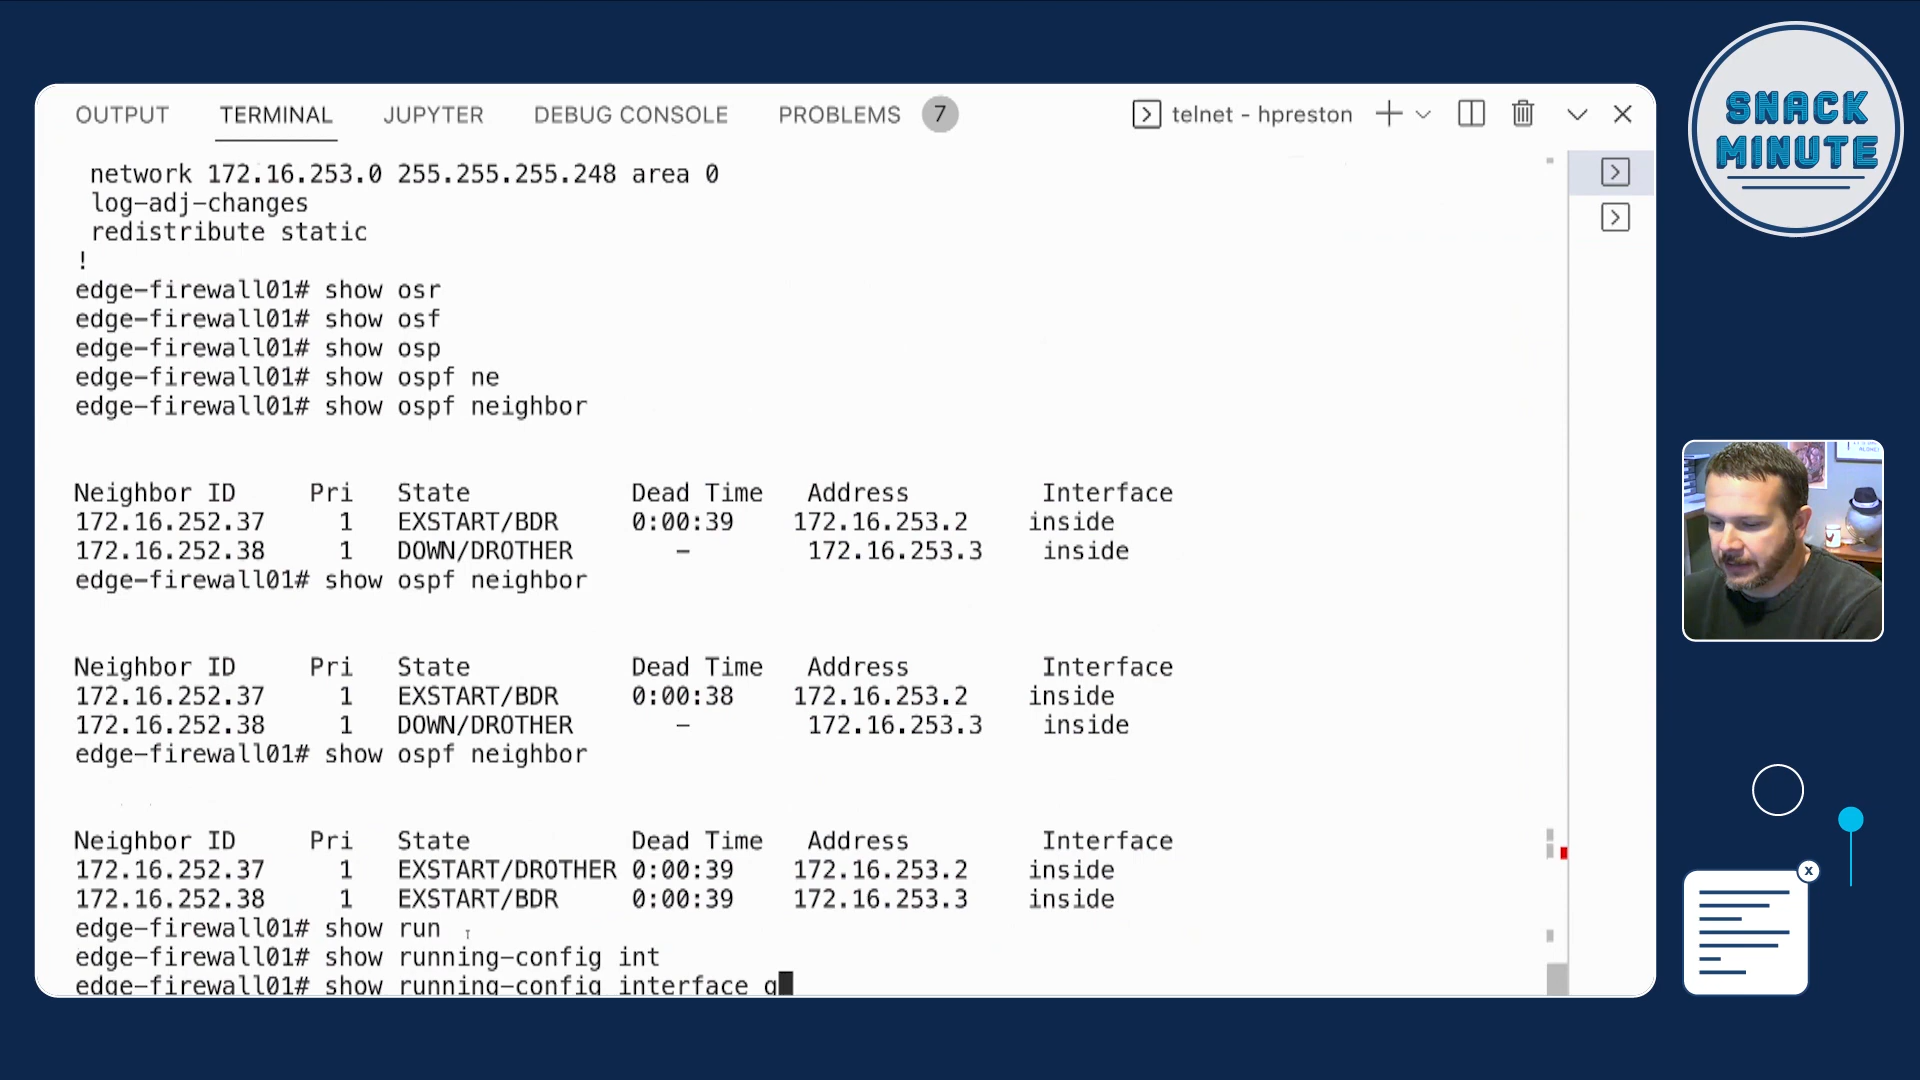 SNACK
MINUTE
OUTPUT TERMINAL JUPYTER DEBUG CONSOLE PROBLEMS 7 telnet - hpreston
network 172.16.253.0 255.255.255.248 area 0
log-adj-changes
redistribute static
!
edge-firewall01# show osr
edge-firewall01# show osf
edge-firewall01# show osp
edge-firewall01# show ospf ne
edge-firewall01# show ospf neighbor
Neighbor ID Pri State Dead Time Address Interface
172.16.252.37 1 EXSTART/BDR 0:00:39 172.16.253.2 inside
172.16.252.38 1 DOWN/DROTHER - 172.16.253.3 inside
edge-firewall01# show ospf neighbor
Neighbor ID Pri State Dead Time Address Interface
172.16.252.37 1 EXSTART/BDR 0:00:38 172.16.253.2 inside
172.16.252.38 1 DOWN/DROTHER - 172.16.253.3 inside
edge-firewall01# show ospf neighbor
Neighbor ID Pri State Dead Time Address Interface
172.16.252.37 1 EXSTART/DROTHER 0:00:39 172.16.253.2 inside
172.16.252.38 1 EXSTART/BDR 0:00:39 172.16.253.3 inside
edge-firewall01# show run
edge-firewall01# show running-config int
edge-firewall01# show running-config interface g